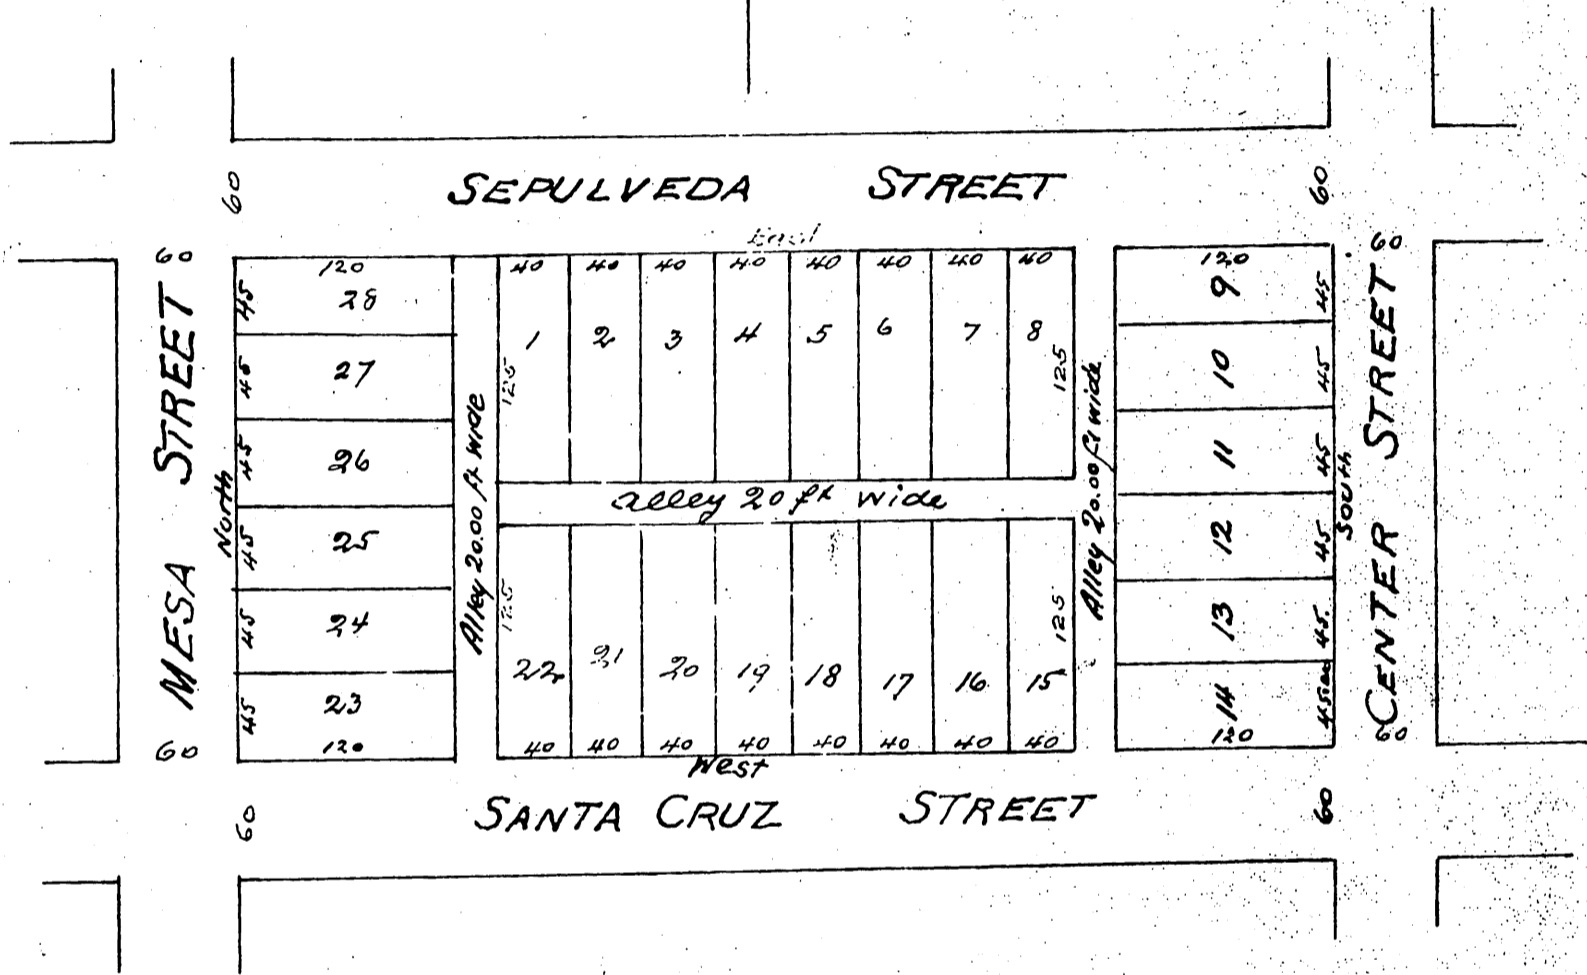 SEPULVEDA STREET
60 60
East
60 60
120 40 40 40 40 40 40 40 40 120
45 28 1 2 3 4 5 6 7 8 9 45
125 125
45 27 10 45
45 26 11 45
MESA STREET
North
Alley 20.00 ft wide
alley 20 ft wide
Alley 20.00 ft wide
South
CENTER STREET
45 25 12 45
125 125
45 24 13 45
22 21 20 19 18 17 16 15
45 23 14 45
120 40 40 40 40 40 40 40 40 120
60 60
West
SANTA CRUZ STREET
60 60